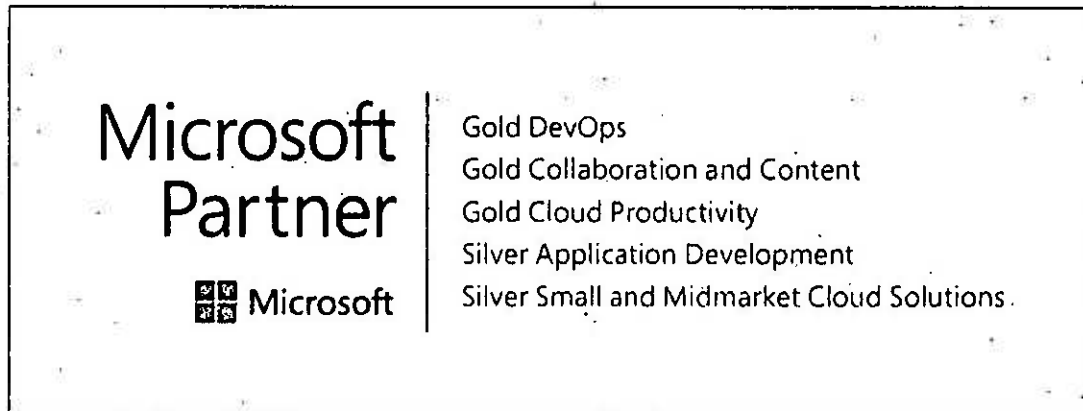 Microsoft
Partner
Microsoft
Gold DevOps
Gold Collaboration and Content
Gold Cloud Productivity
Silver Application Development
Silver Small and Midmarket Cloud Solutions